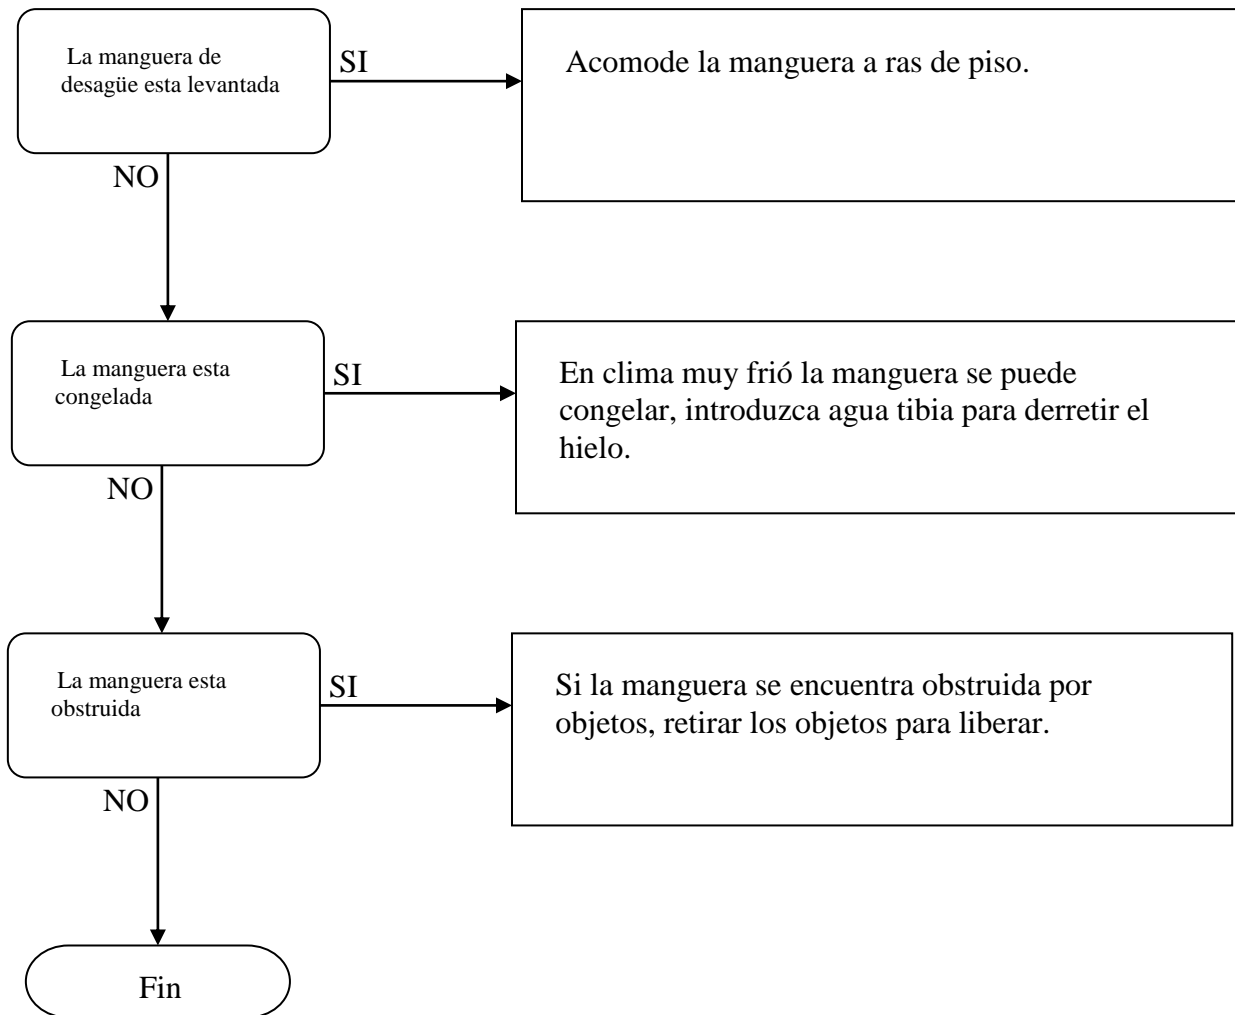 La manguera de
desagüe esta levantada
SI
Acomode la manguera a ras de piso.
NO
La manguera esta
congelada
SI
En clima muy frió la manguera se puede
congelar, introduzca agua tibia para derretir el
hielo.
NO
La manguera esta
obstruida
SI
Si la manguera se encuentra obstruida por
objetos, retirar los objetos para liberar.
NO
Fin